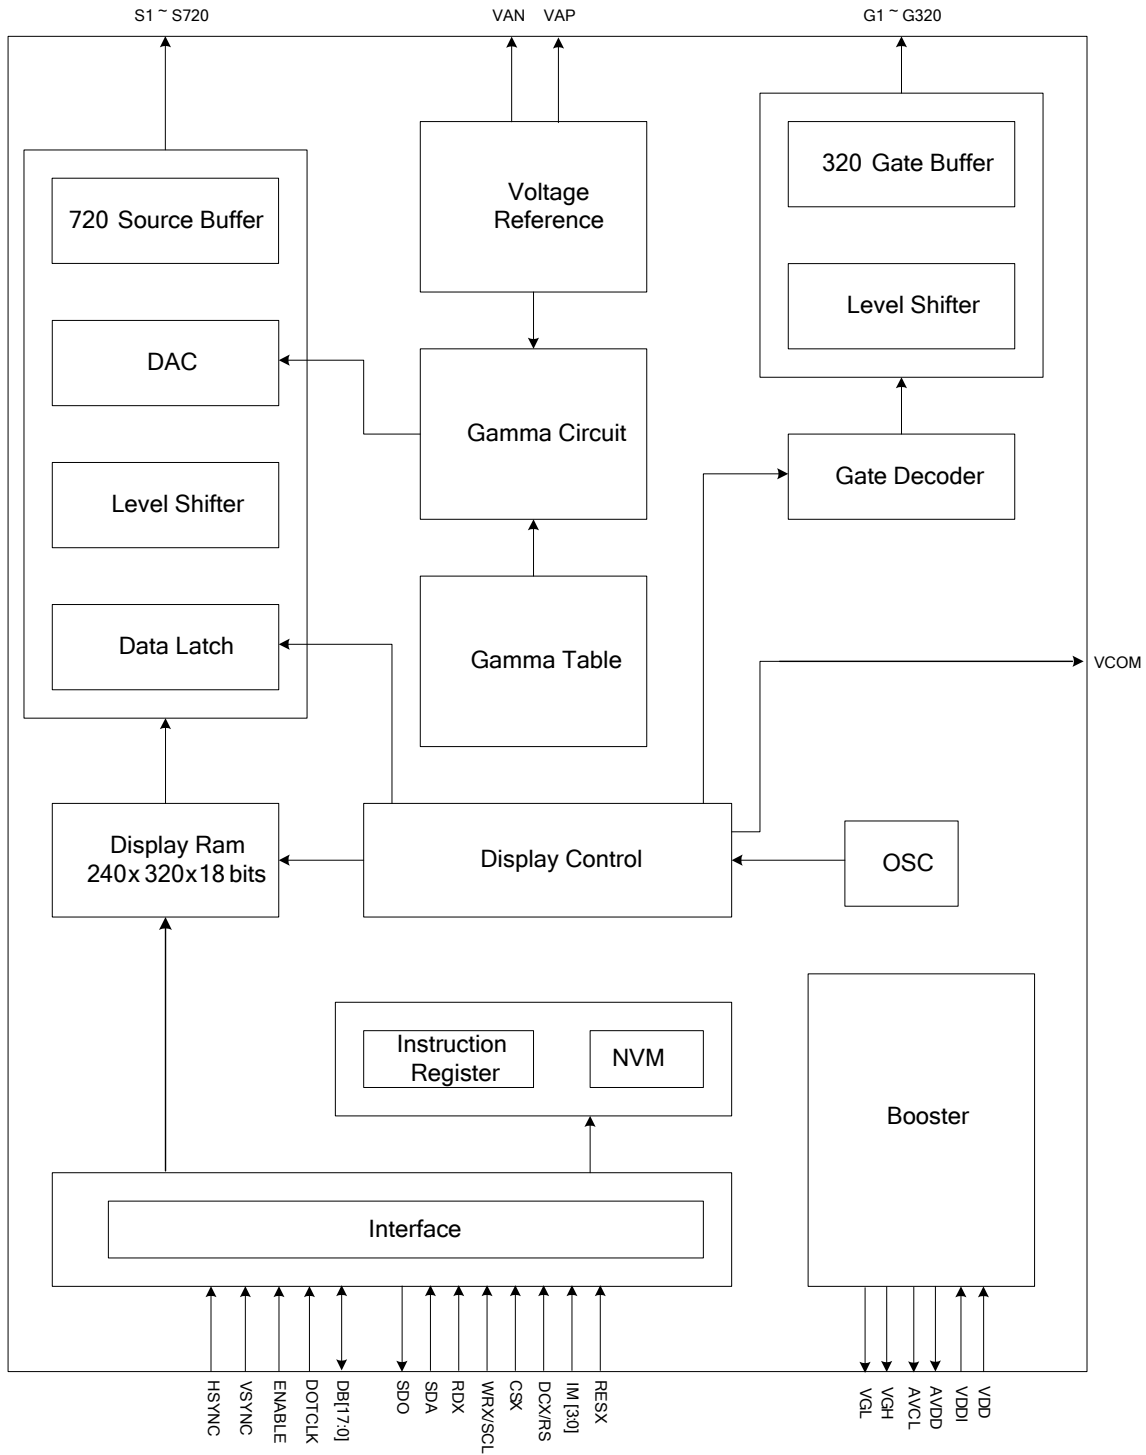 S1 ~ S720
VAN VAP
G1 ~ G320
720 Source Buffer
Voltage
Reference
320 Gate Buffer
Level Shifter
DAC
Gamma Circuit
Gate Decoder
Level Shifter
Data Latch
Gamma Table
VCOM
Display Ram
240x 320x18 bits
Display Control
OSC
Instruction
Register
NVM
Booster
Interface
HSYNC
VSYNC
ENABLE
DOTCLK
DB[17:0]
SDO
SDA
RDX
WRX/SCL
CSX
DCX/RS
IM [3:0]
RESX
VGL
VGH
AVCL
AVDD
VDDI
VDD